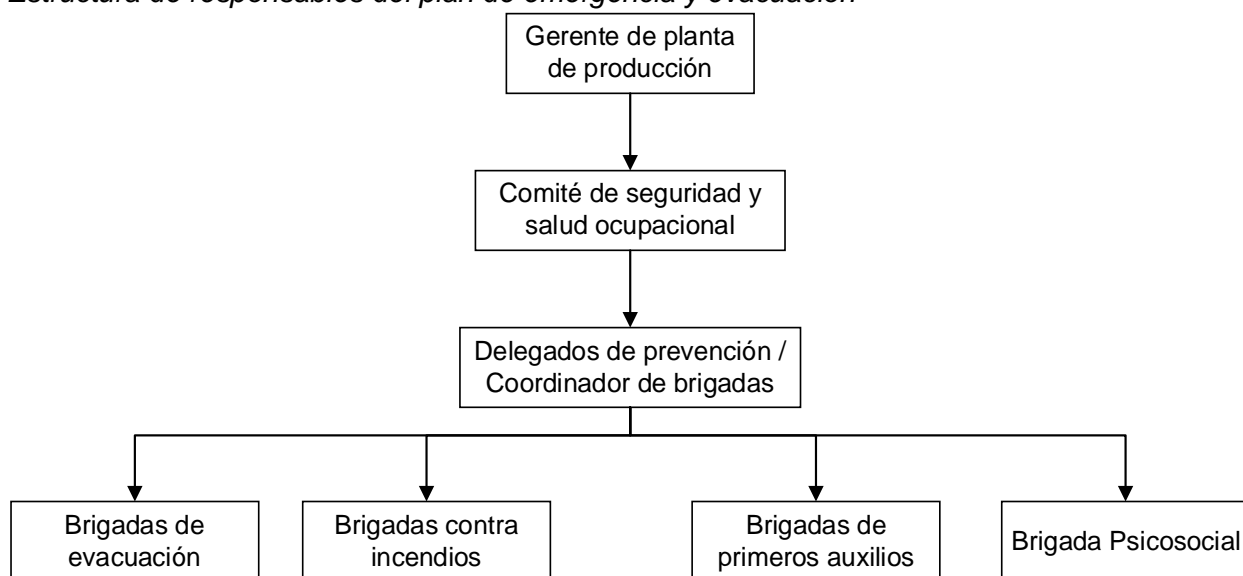 Estructura de responsables del plan de emergencia y evacuación
Gerente de planta
de producción
Comité de seguridad y
salud ocupacional
Delegados de prevención /
Coordinador de brigadas
Brigadas de
evacuación
Brigadas contra
incendios
Brigadas de
primeros auxilios
Brigada Psicosocial